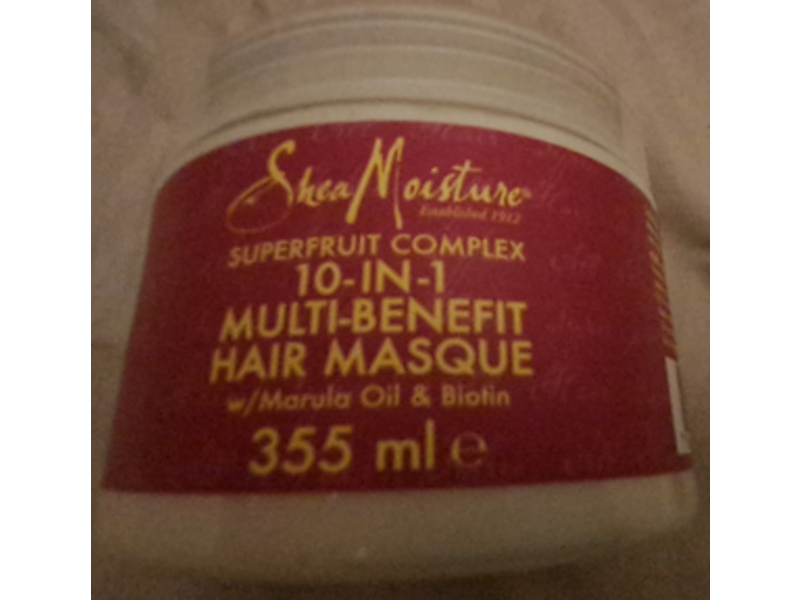 SheaMoisture
Established 1912
SUPERFRUIT COMPLEX
10-IN-1
MULTI-BENEFIT
HAIR MASQUE
w/Marula Oil & Biotin
355 ml e